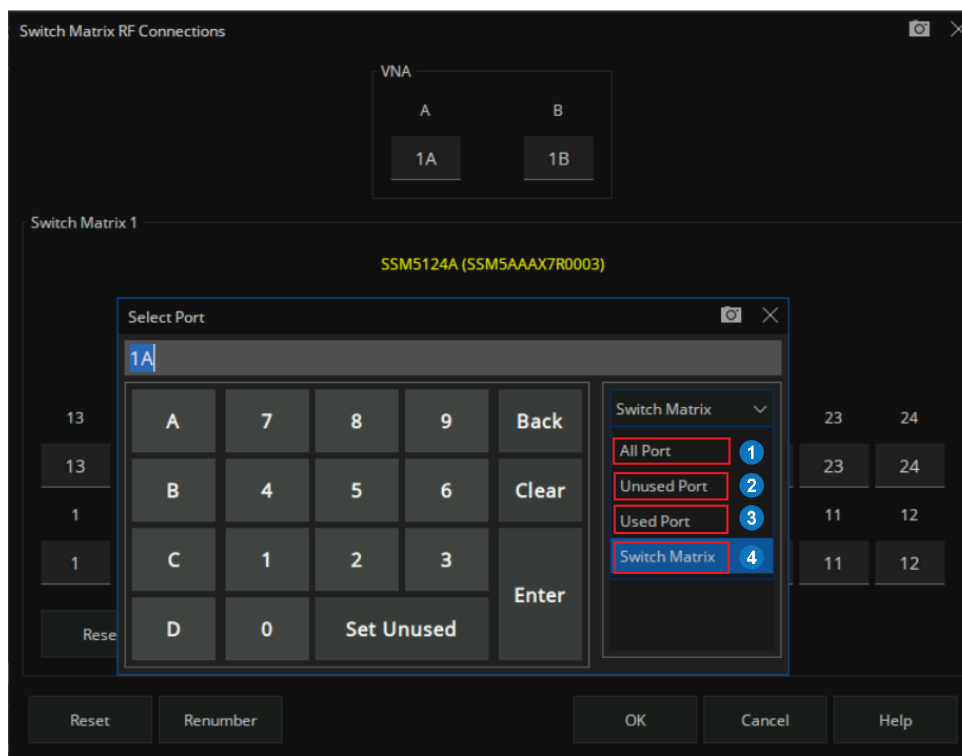 Switch Matrix RF Connections
VNA
A B
1A 1B
Switch Matrix 1
SSM5124A (SSM5AAAX7R0003)
Select Port
1A
13 23 24
13 23 24
1 11 12
1 11 12
A 7 8 9 Back
B 4 5 6 Clear
C 1 2 3 Enter
D 0 Set Unused
Switch Matrix
All Port 1
Unused Port 2
Used Port 3
Switch Matrix 4
Rese
Reset Renumber OK Cancel Help